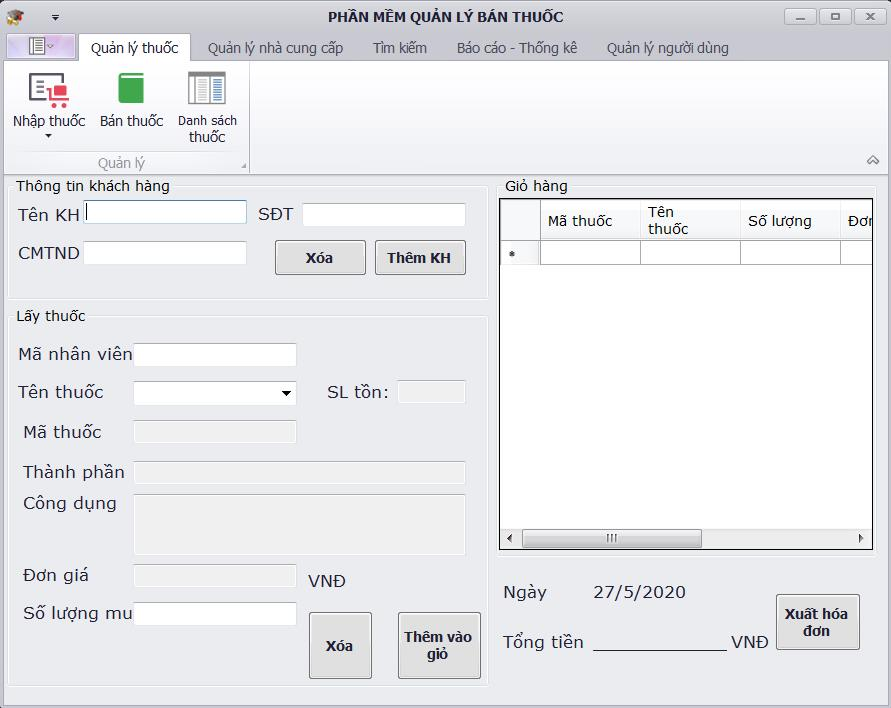 PHẦN MỀM QUẢN LÝ BÁN THUỐC
Quản lý thuốc Quản lý nhà cung cấp Tìm kiếm Báo cáo - Thống kê Quản lý người dùng
Nhập thuốc Bán thuốc Danh sách thuốc
Quản lý
Thông tin khách hàng
Tên KH SĐT
CMTND Xóa Thêm KH
Lấy thuốc
Mã nhân viên
Tên thuốc SL tồn:
Mã thuốc
Thành phần
Công dụng
Đơn giá VNĐ
Số lượng mu
Xóa Thêm vào giỏ
Giỏ hàng
Mã thuốc Tên thuốc Số lượng Đơn
*
Ngày 27/5/2020
Tổng tiền VNĐ
Xuất hóa đơn